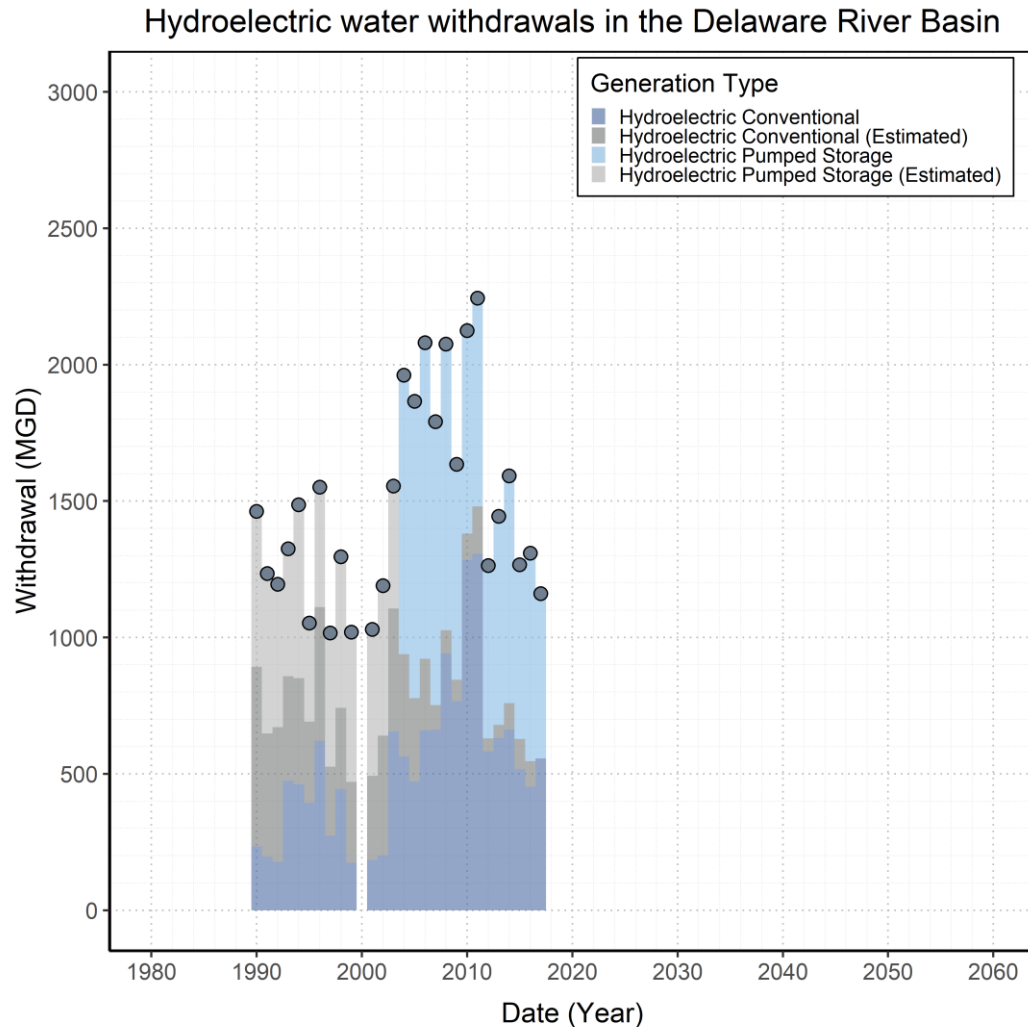 Hydroelectric water withdrawals in the Delaware River Basin
Generation Type
Hydroelectric Conventional
Hydroelectric Conventional (Estimated)
Hydroelectric Pumped Storage
Hydroelectric Pumped Storage (Estimated)
Withdrawal (MGD)
3000
2500
2000
1500
1000
500
0
1980 1990 2000 2010 2020 2030 2040 2050 2060
Date (Year)